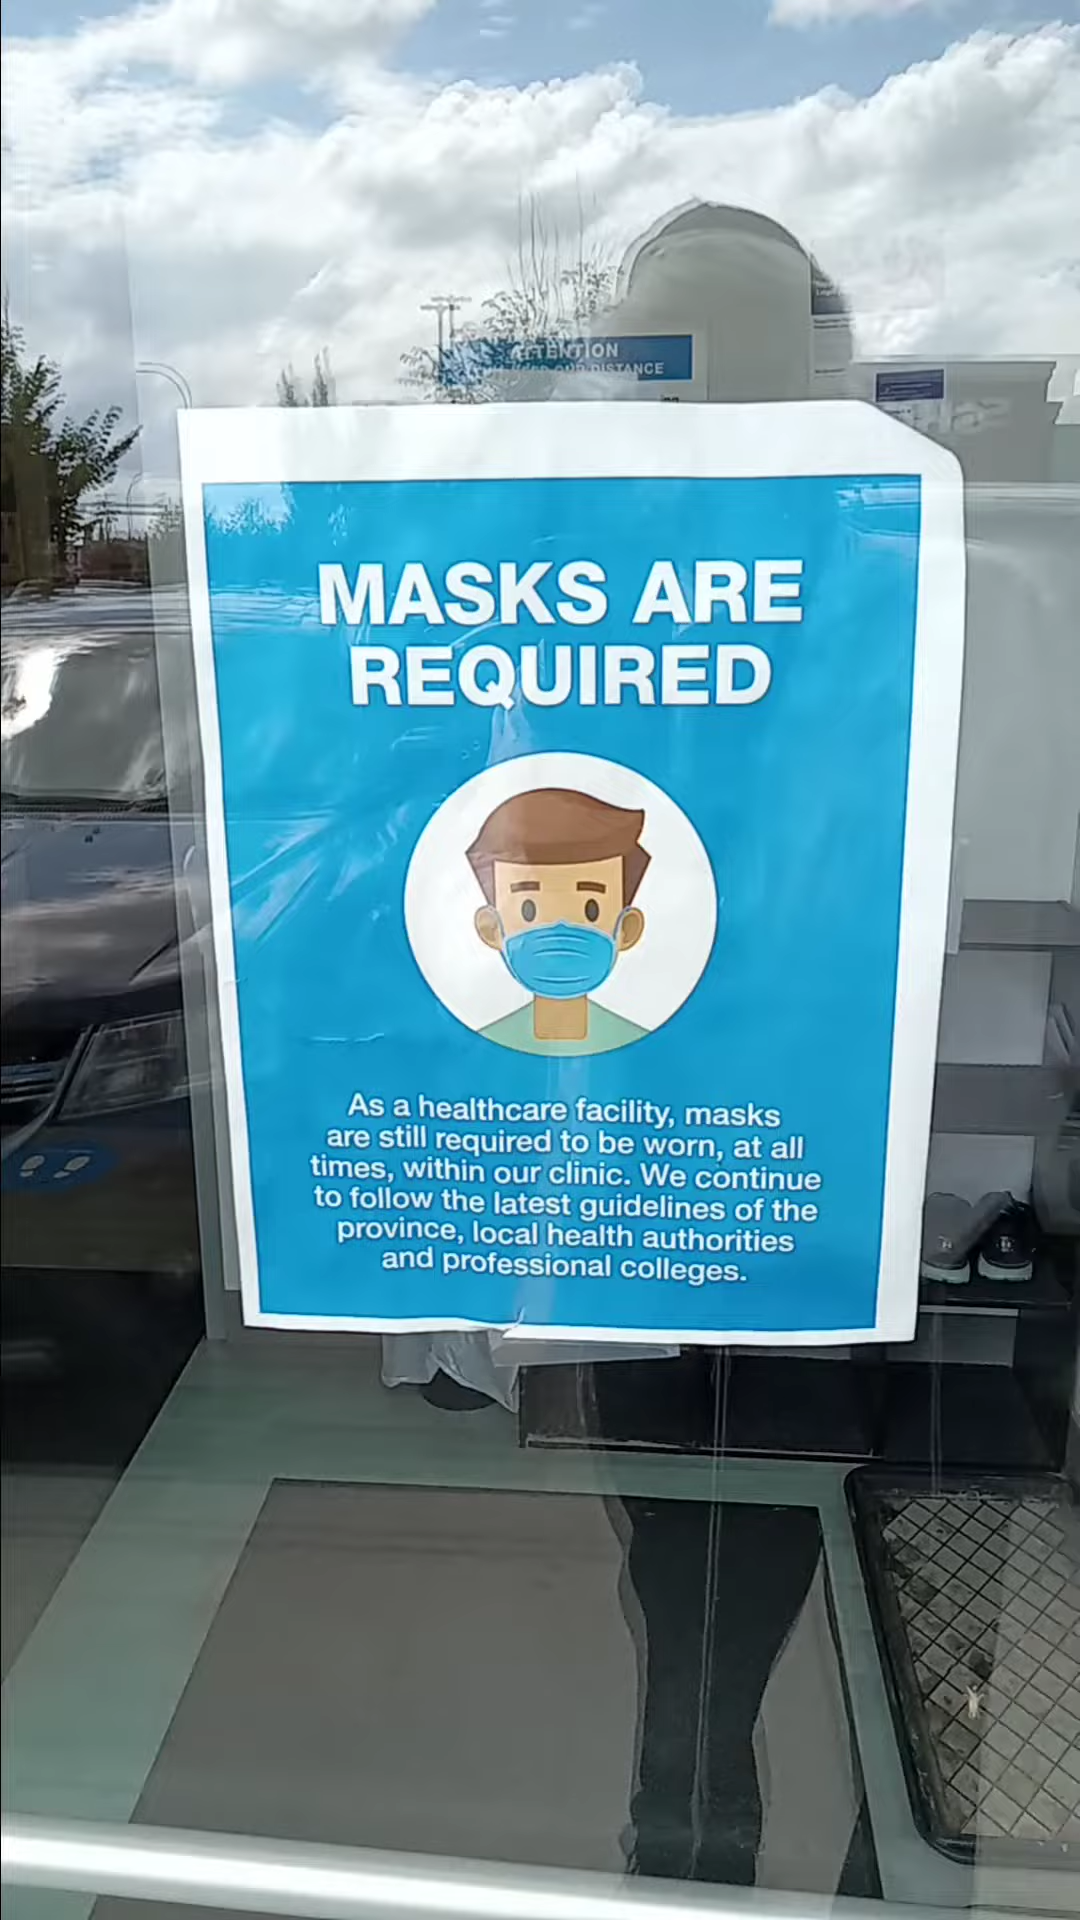 ATTENTION
DISTANCE
MASKS ARE
REQUIRED
As a healthcare facility, masks
are still required to be worn, at all
times, within our clinic. We continue
to follow the latest guidelines of the
province, local health authorities
and professional colleges.